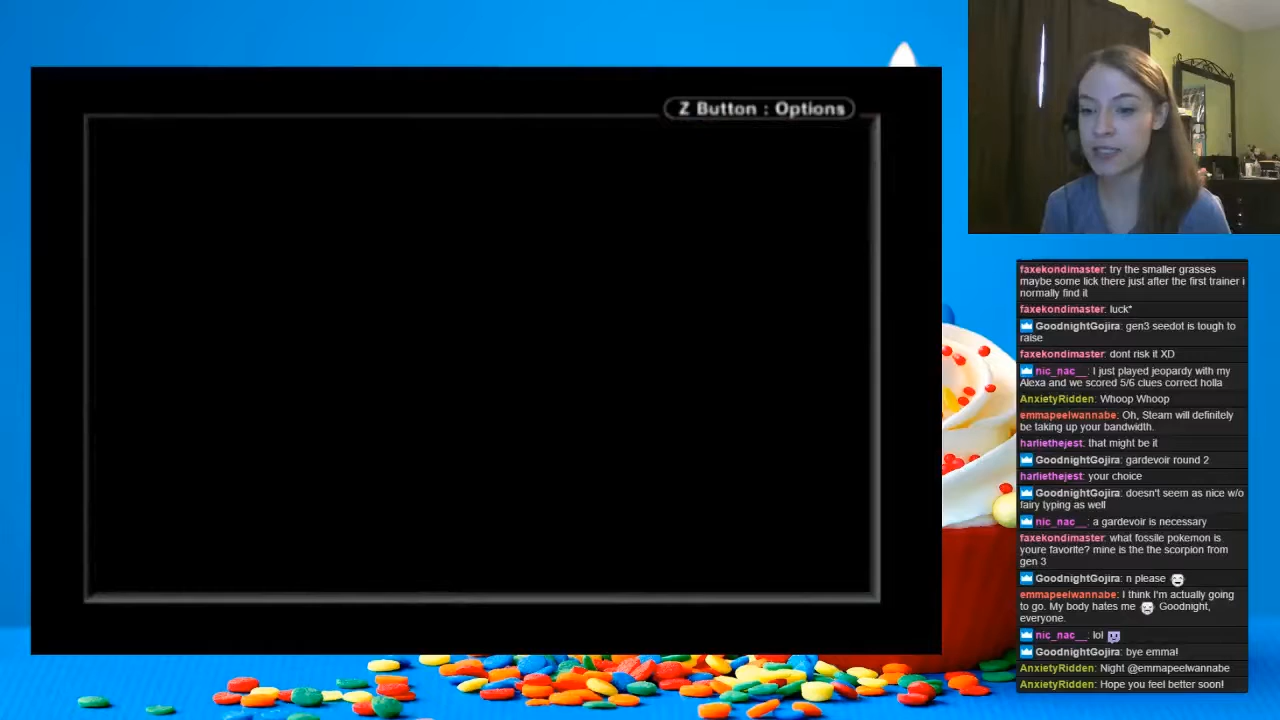 Z Button : Options
faxekondimaster: try the smaller grasses
maybe some lick there just after the first trainer i
normally find it
faxekondimaster: luck*
GoodnightGojira: gen3 seedot is tough to
raise
faxekondimaster: dont risk it XD
nic_nac__: I just played jeopardy with my
Alexa and we scored 5/6 clues correct holla
AnxietyRidden: Whoop Whoop
emmapeelwannabe: Oh, Steam will definitely
be taking up your bandwidth.
harliethejest: that might be it
GoodnightGojira: gardevoir round 2
harliethejest: your choice
GoodnightGojira: doesn't seem as nice w/o
fairy typing as well
nic_nac__: a gardevoir is necessary
faxekondimaster: what fossile pokemon is
youre favorite? mine is the the scorpion from
gen 3
GoodnightGojira: n please
emmapeelwannabe: I think I'm actually going
to go. My body hates me Goodnight,
everyone.
nic_nac__: lol
GoodnightGojira: bye emma!
AnxietyRidden: Night @emmapeelwannabe
AnxietyRidden: Hope you feel better soon!